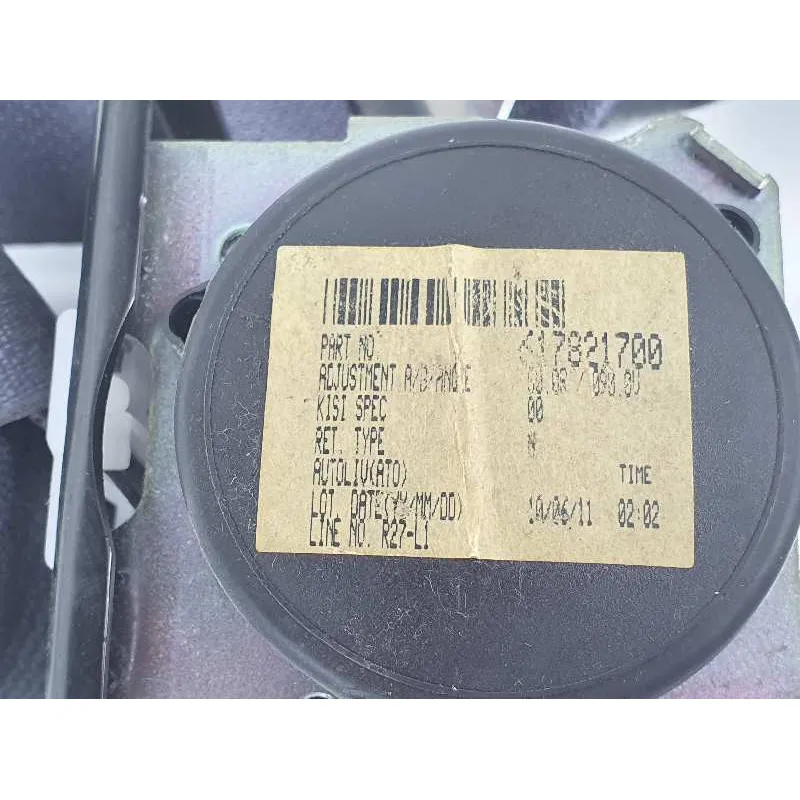 PART NO. 617821700
ADJUSTMENT A/B/ANGLE
KISI SPEC 00
RET. TYPE N
AUTOLIV(ATO) TIME
LOT. DATE(YY/MM/DD) 10/06/11 02:02
LINE NO. R27-L1